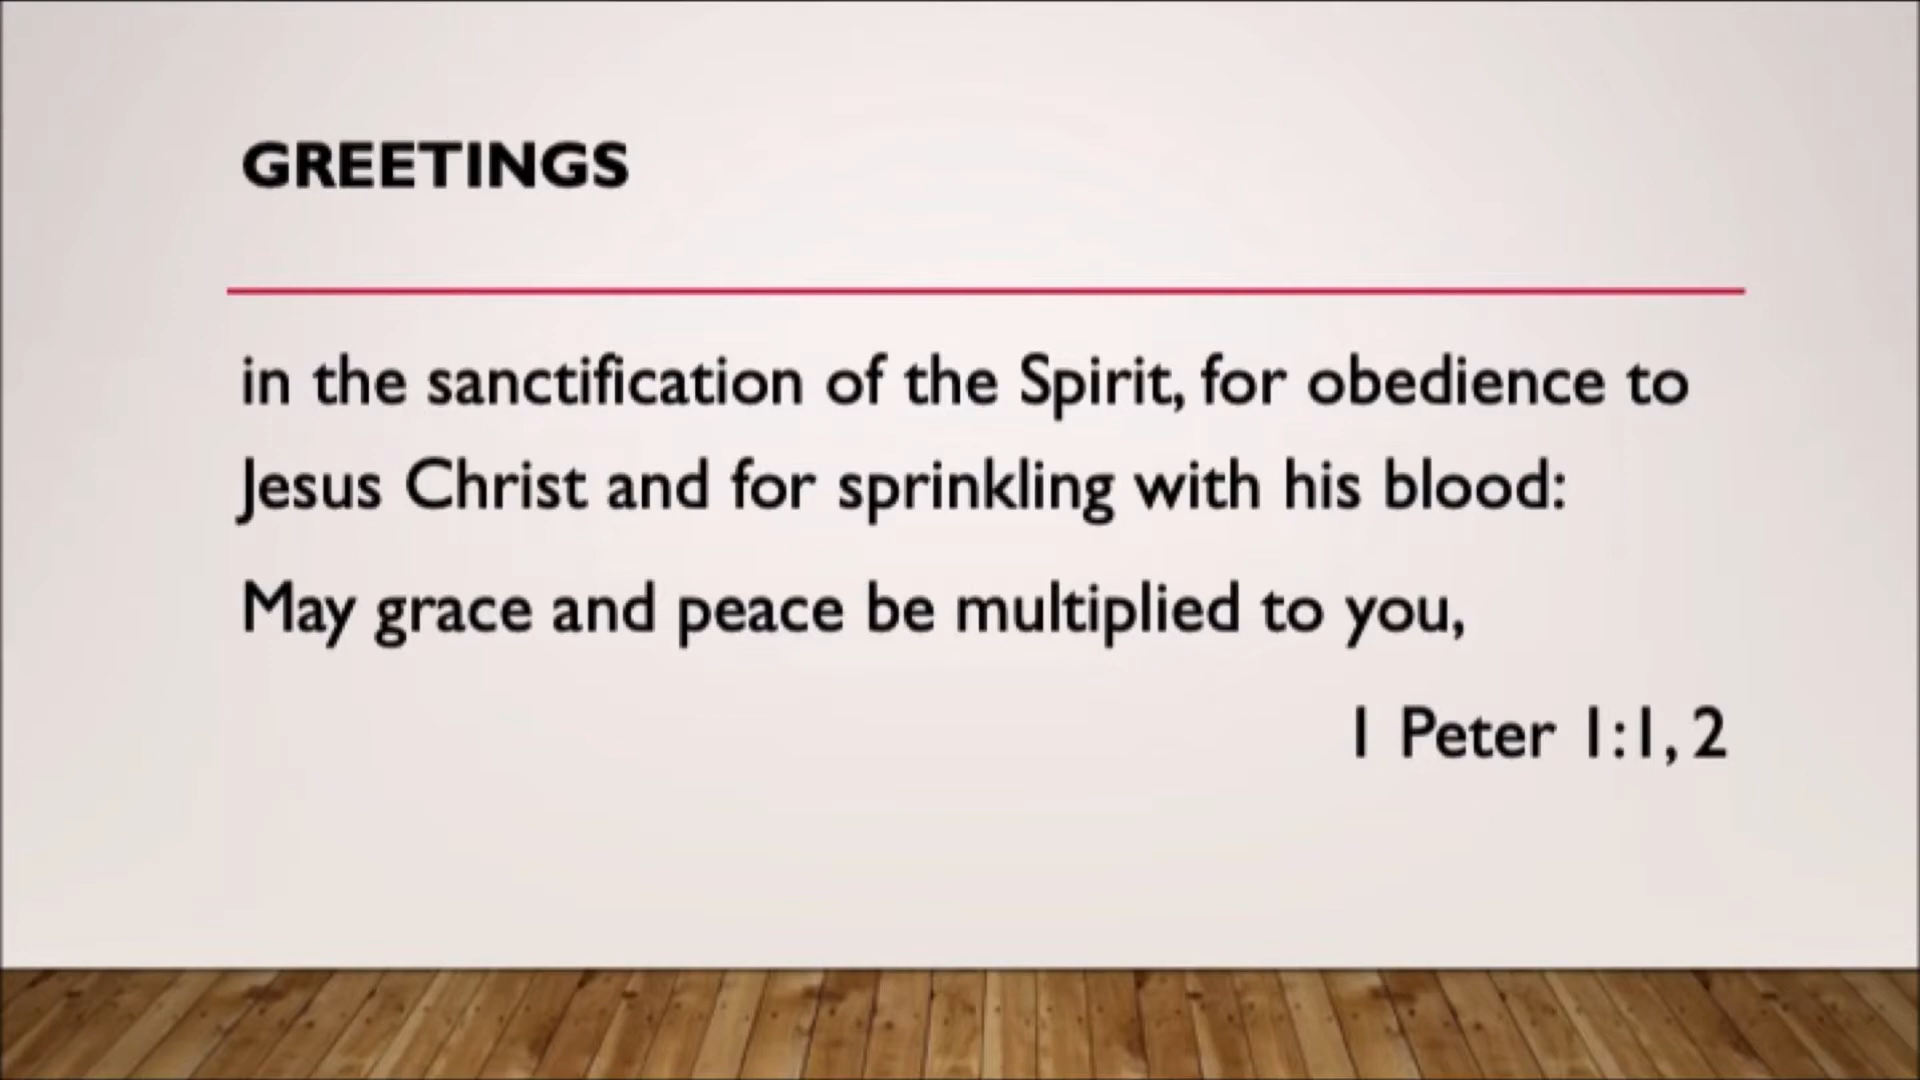 GREETINGS
in the sanctification of the Spirit, for obedience to
Jesus Christ and for sprinkling with his blood:
May grace and peace be multiplied to you,
1 Peter 1:1, 2